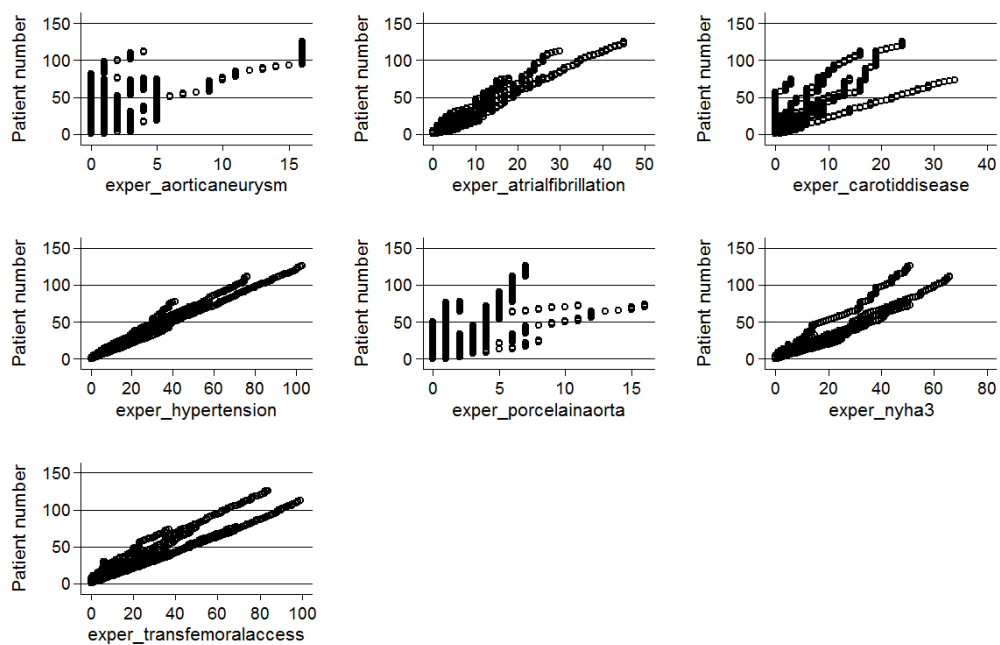 Patient number
150
100
50
0
0 5 10 15
exper_aorticaneurysm
Patient number
150
100
50
0
0 10 20 30 40 50
exper_atrialfibrillation
Patient number
150
100
50
0
0 10 20 30 40
exper_carotiddisease
Patient number
150
100
50
0
0 20 40 60 80 100
exper_hypertension
Patient number
150
100
50
0
0 5 10 15
exper_porcelainaorta
Patient number
150
100
50
0
0 20 40 60 80
exper_nyha3
Patient number
150
100
50
0
0 20 40 60 80 100
exper_transfemoralaccess